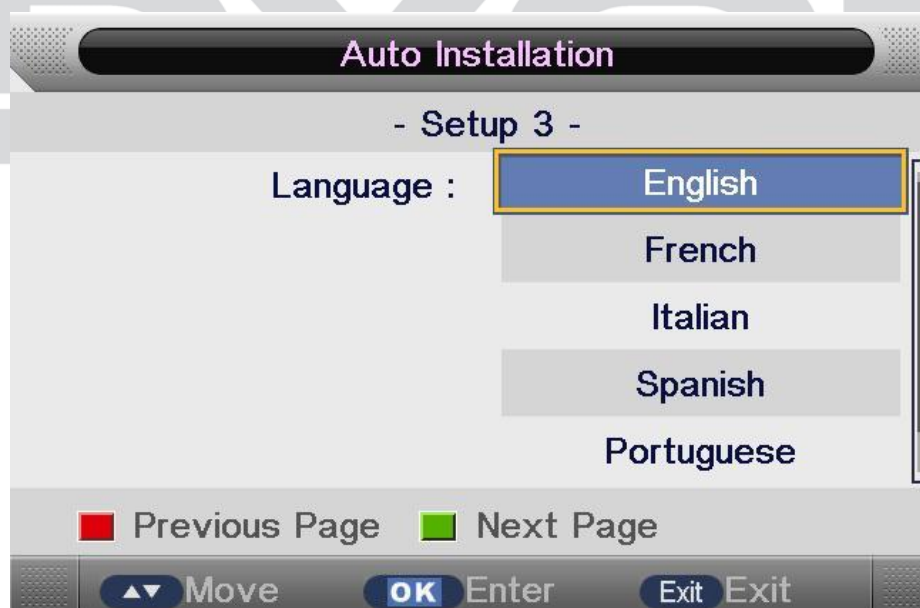 Auto Installation
- Setup 3 -
Language : English
French
Italian
Spanish
Portuguese
Previous Page Next Page
▲▼ Move OK Enter Exit Exit